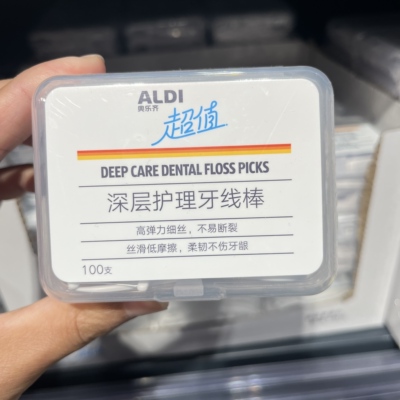 ALDI
奥乐齐
超值
DEEP CARE DENTAL FLOSS PICKS
深层护理牙线棒
高弹力细丝，不易断裂
丝滑低摩擦，柔韧不伤牙龈
100支